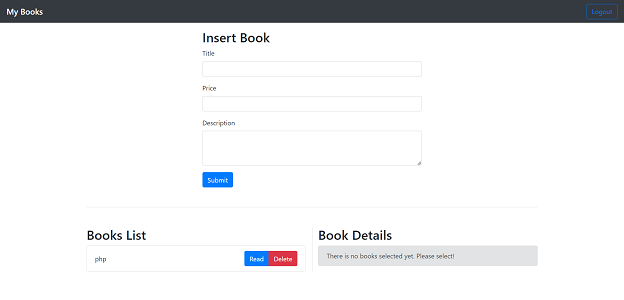 My Books
Logout
Insert Book
Title
Price
Description
Submit
Books List
php
Read
Delete
Book Details
There is no books selected yet. Please select!